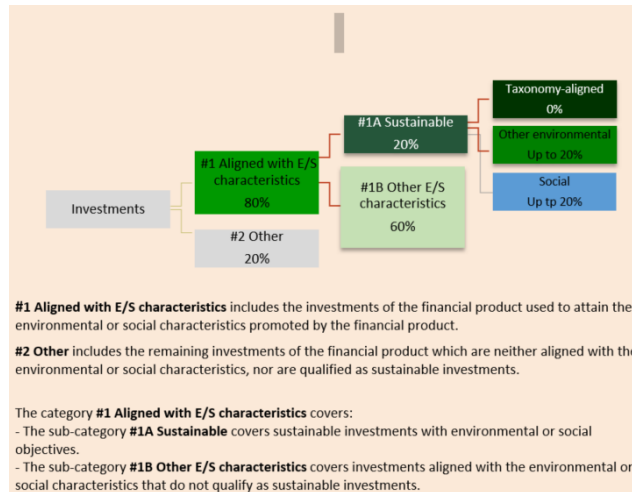 Taxonomy-aligned
0%
#1A Sustainable
20%
Other environmental
Up to 20%
#1 Aligned with E/S
characteristics
80%
#1B Other E/S
characteristics
60%
Social
Up tp 20%
Investments
#2 Other
20%
#1 Aligned with E/S characteristics includes the investments of the financial product used to attain the
environmental or social characteristics promoted by the financial product.
#2 Other includes the remaining investments of the financial product which are neither aligned with the
environmental or social characteristics, nor are qualified as sustainable investments.
The category #1 Aligned with E/S characteristics covers:
- The sub-category #1A Sustainable covers sustainable investments with environmental or social
objectives.
- The sub-category #1B Other E/S characteristics covers investments aligned with the environmental or
social characteristics that do not qualify as sustainable investments.